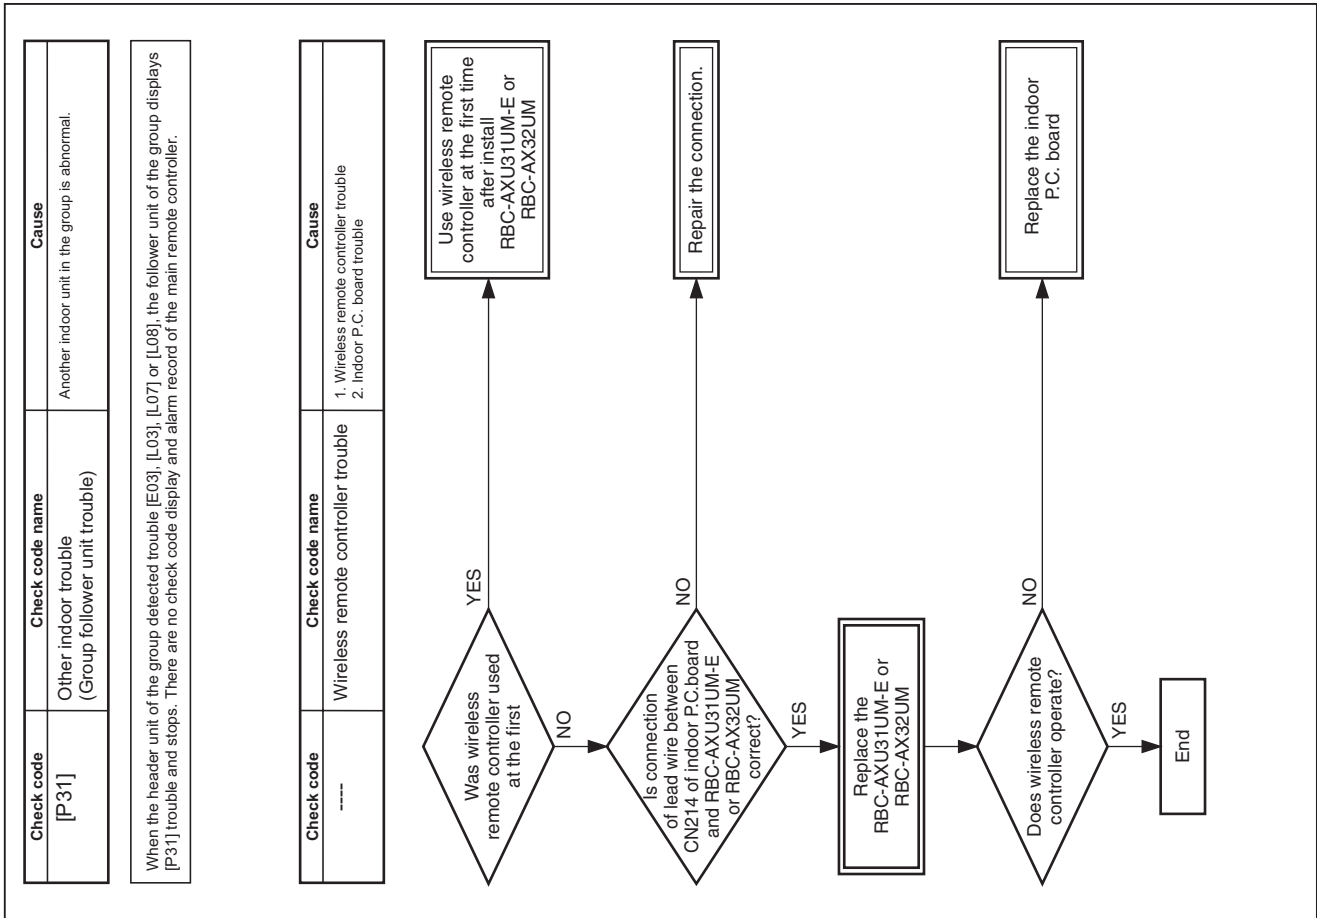 Check code
Check code name
Cause
[P31]
Other indoor trouble
(Group follower unit trouble)
Another indoor unit in the group is abnormal.
When the header unit of the group detected trouble [E03], [L03], [L07] or [L08], the follower unit of the group displays
[P31] trouble and stops. There are no check code display and alarm record of the main remote controller.
Check code
Check code name
Cause
----
Wireless remote controller trouble
1. Wireless remote controller trouble
2. Indoor P.C. board trouble
Was wireless
remote controller used
at the first
YES
Use wireless remote
controller at the first time
after install
RBC-AXU31UM-E or
RBC-AX32UM
NO
Is connection
of lead wire between
CN214 of indoor P.C.board
and RBC-AXU31UM-E
or RBC-AX32UM
correct?
NO
Repair the connection.
YES
Replace the
RBC-AXU31UM-E or
RBC-AX32UM
Does wireless remote
controller operate?
NO
Replace the indoor
P.C. board
YES
End